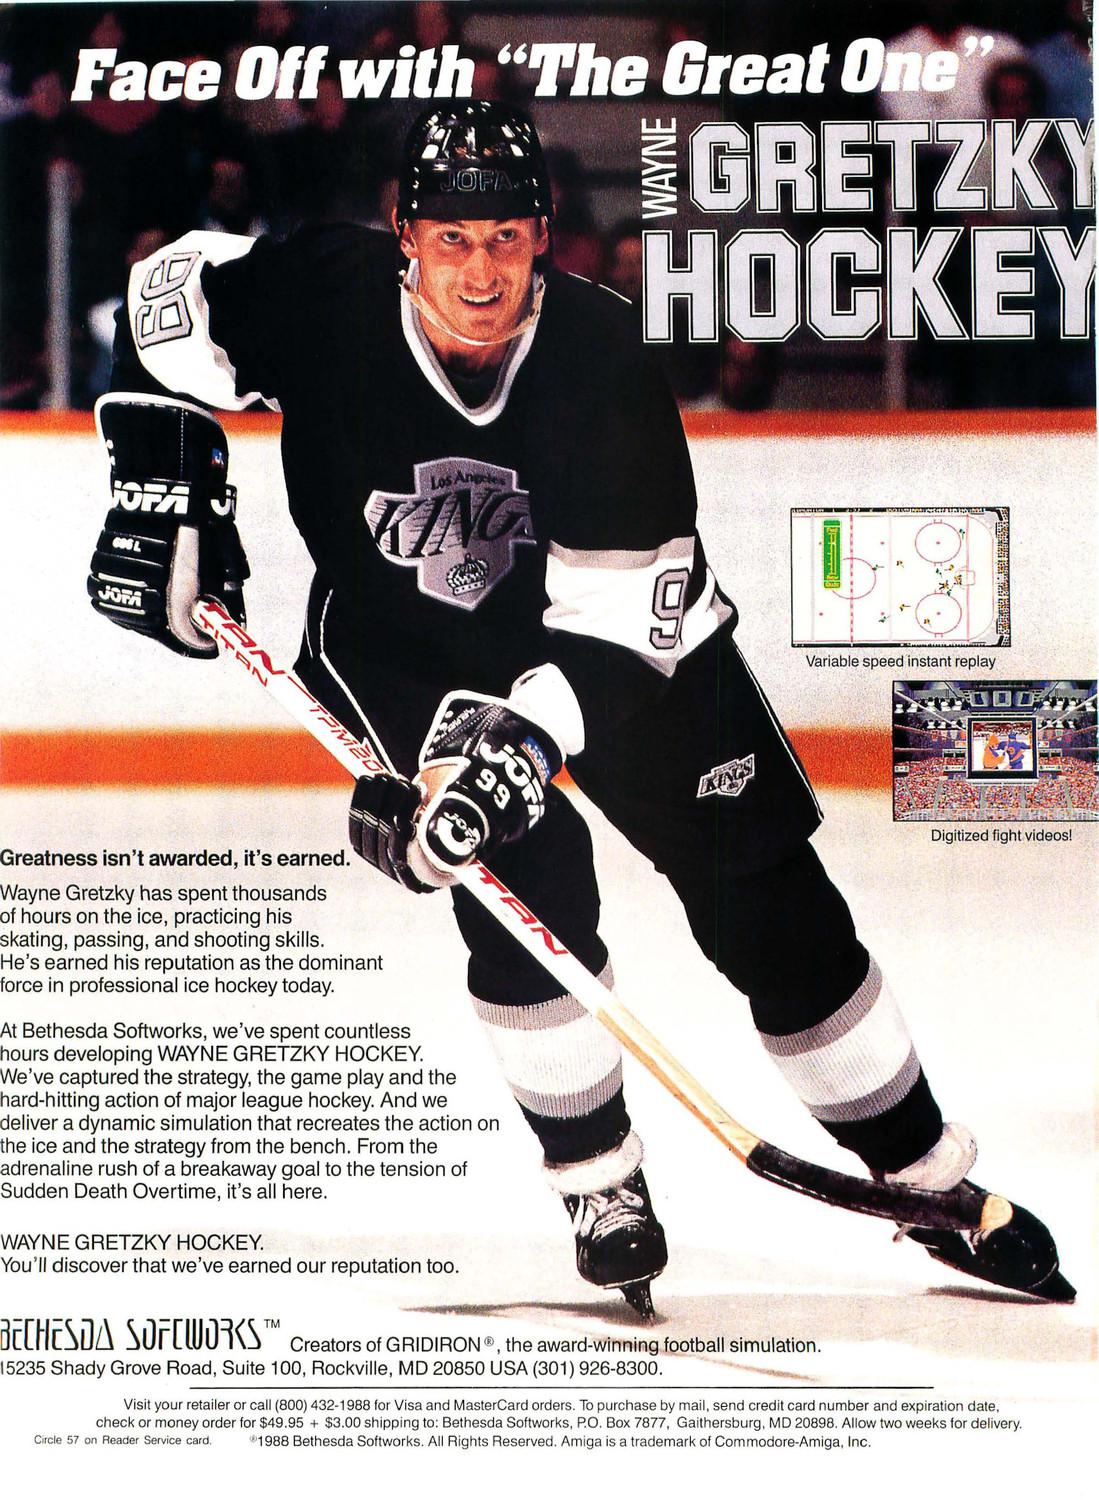 Face Off with “The Great One”
WAYNE
GRETZKY
HOCKEY
JOFA
99
JOFA
JOFA
Los Angeles
KINGS
9
TITAN
TPM20
JOFA
99
KINGS
TITAN
Variable speed instant replay
Digitized fight videos!
Greatness isn’t awarded, it’s earned.
Wayne Gretzky has spent thousands
of hours on the ice, practicing his
skating, passing, and shooting skills.
He’s earned his reputation as the dominant
force in professional ice hockey today.
At Bethesda Softworks, we’ve spent countless
hours developing WAYNE GRETZKY HOCKEY.
We’ve captured the strategy, the game play and the
hard-hitting action of major league hockey. And we
deliver a dynamic simulation that recreates the action on
the ice and the strategy from the bench. From the
adrenaline rush of a breakaway goal to the tension of
Sudden Death Overtime, it’s all here.
WAYNE GRETZKY HOCKEY.
You’ll discover that we’ve earned our reputation too.
BETHESDA SOFTWORKS™ Creators of GRIDIRON®, the award-winning football simulation.
15235 Shady Grove Road, Suite 100, Rockville, MD 20850 USA (301) 926-8300.
Visit your retailer or call (800) 432-1988 for Visa and MasterCard orders. To purchase by mail, send credit card number and expiration date,
check or money order for $49.95 + $3.00 shipping to: Bethesda Softworks, P.O. Box 7877, Gaithersburg, MD 20898. Allow two weeks for delivery.
Circle 57 on Reader Service card. ®1988 Bethesda Softworks. All Rights Reserved. Amiga is a trademark of Commodore-Amiga, Inc.